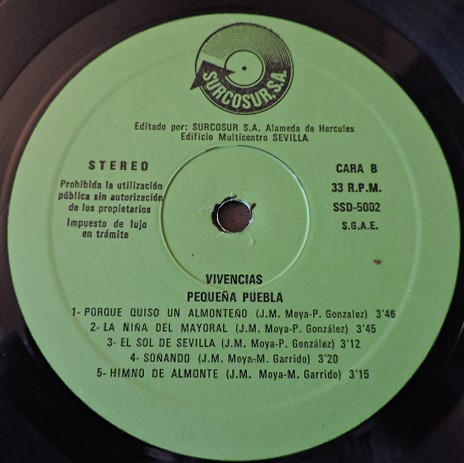 SURCOSUR, S.A.
Editado por: SURCOSUR S.A. Alameda de Hercules
Edificio Multicentro SEVILLA
STEREO
Prohibida la utilización
pública sin autorización
de los propietarios
Impuesto de lujo
en trámite
CARA B
33 R.P.M.
SSD-5002
S.G.A.E.
VIVENCIAS
PEQUEÑA PUEBLA
1- PORQUE QUISO UN ALMONTEÑO (J.M. Moya-P. Gonzalez) 3'46
2- LA NIÑA DEL MAYORAL (J.M. Moya-P. González) 3'45
3- EL SOL DE SEVILLA (J.M. Moya-P. González) 3'12
4- SOÑANDO (J.M. Moya-M. Garrido) 3'20
5- HIMNO DE ALMONTE (J.M. Moya-M. Garrido) 3'15